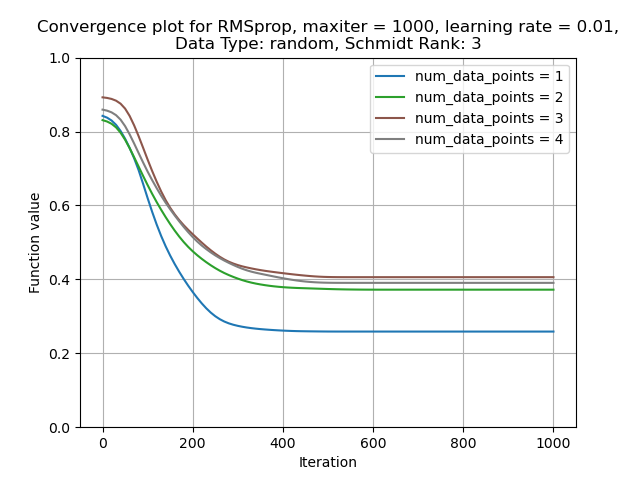 Convergence plot for RMSprop, maxiter = 1000, learning rate = 0.01,
Data Type: random, Schmidt Rank: 3
num_data_points = 1
num_data_points = 2
num_data_points = 3
num_data_points = 4
Function value
1.0
0.8
0.6
0.4
0.2
0.0
0 200 400 600 800 1000
Iteration